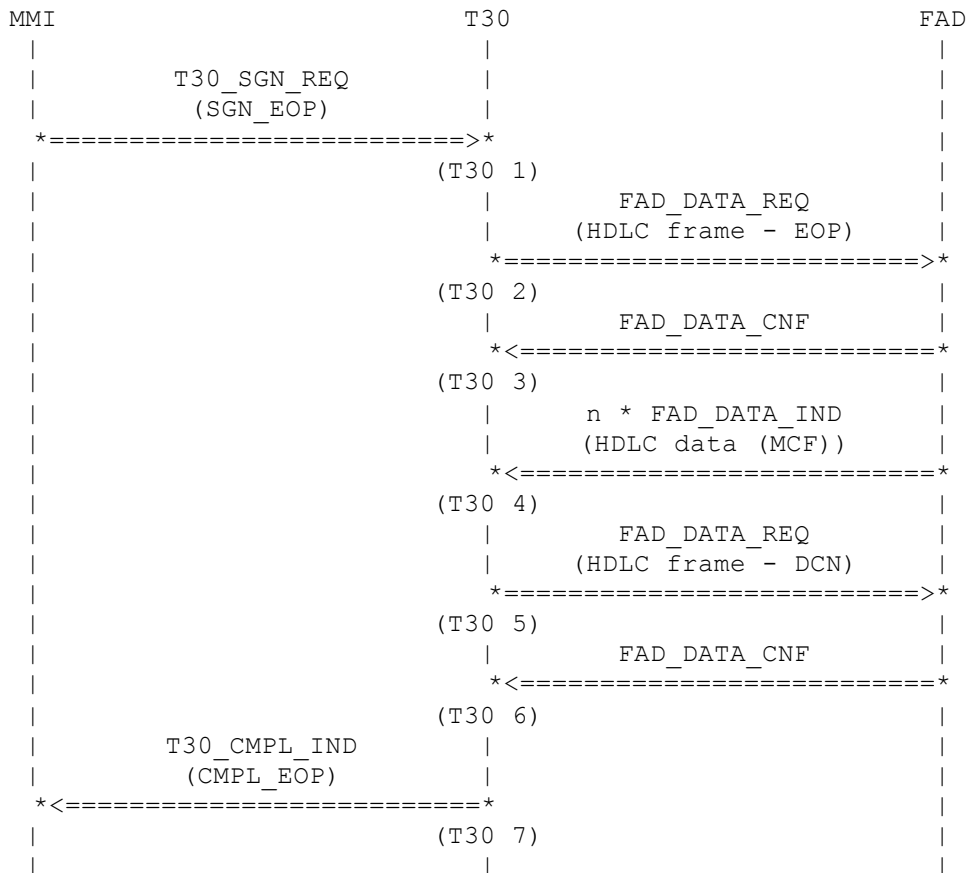 MMI T30 FAD
T30_SGN_REQ
(SGN_EOP)
(T30 1)
FAD_DATA_REQ
(HDLC frame - EOP)
(T30 2)
FAD_DATA_CNF
(T30 3)
n * FAD_DATA_IND
(HDLC data (MCF))
(T30 4)
FAD_DATA_REQ
(HDLC frame - DCN)
(T30 5)
FAD_DATA_CNF
(T30 6)
T30_CMPL_IND
(CMPL_EOP)
(T30 7)